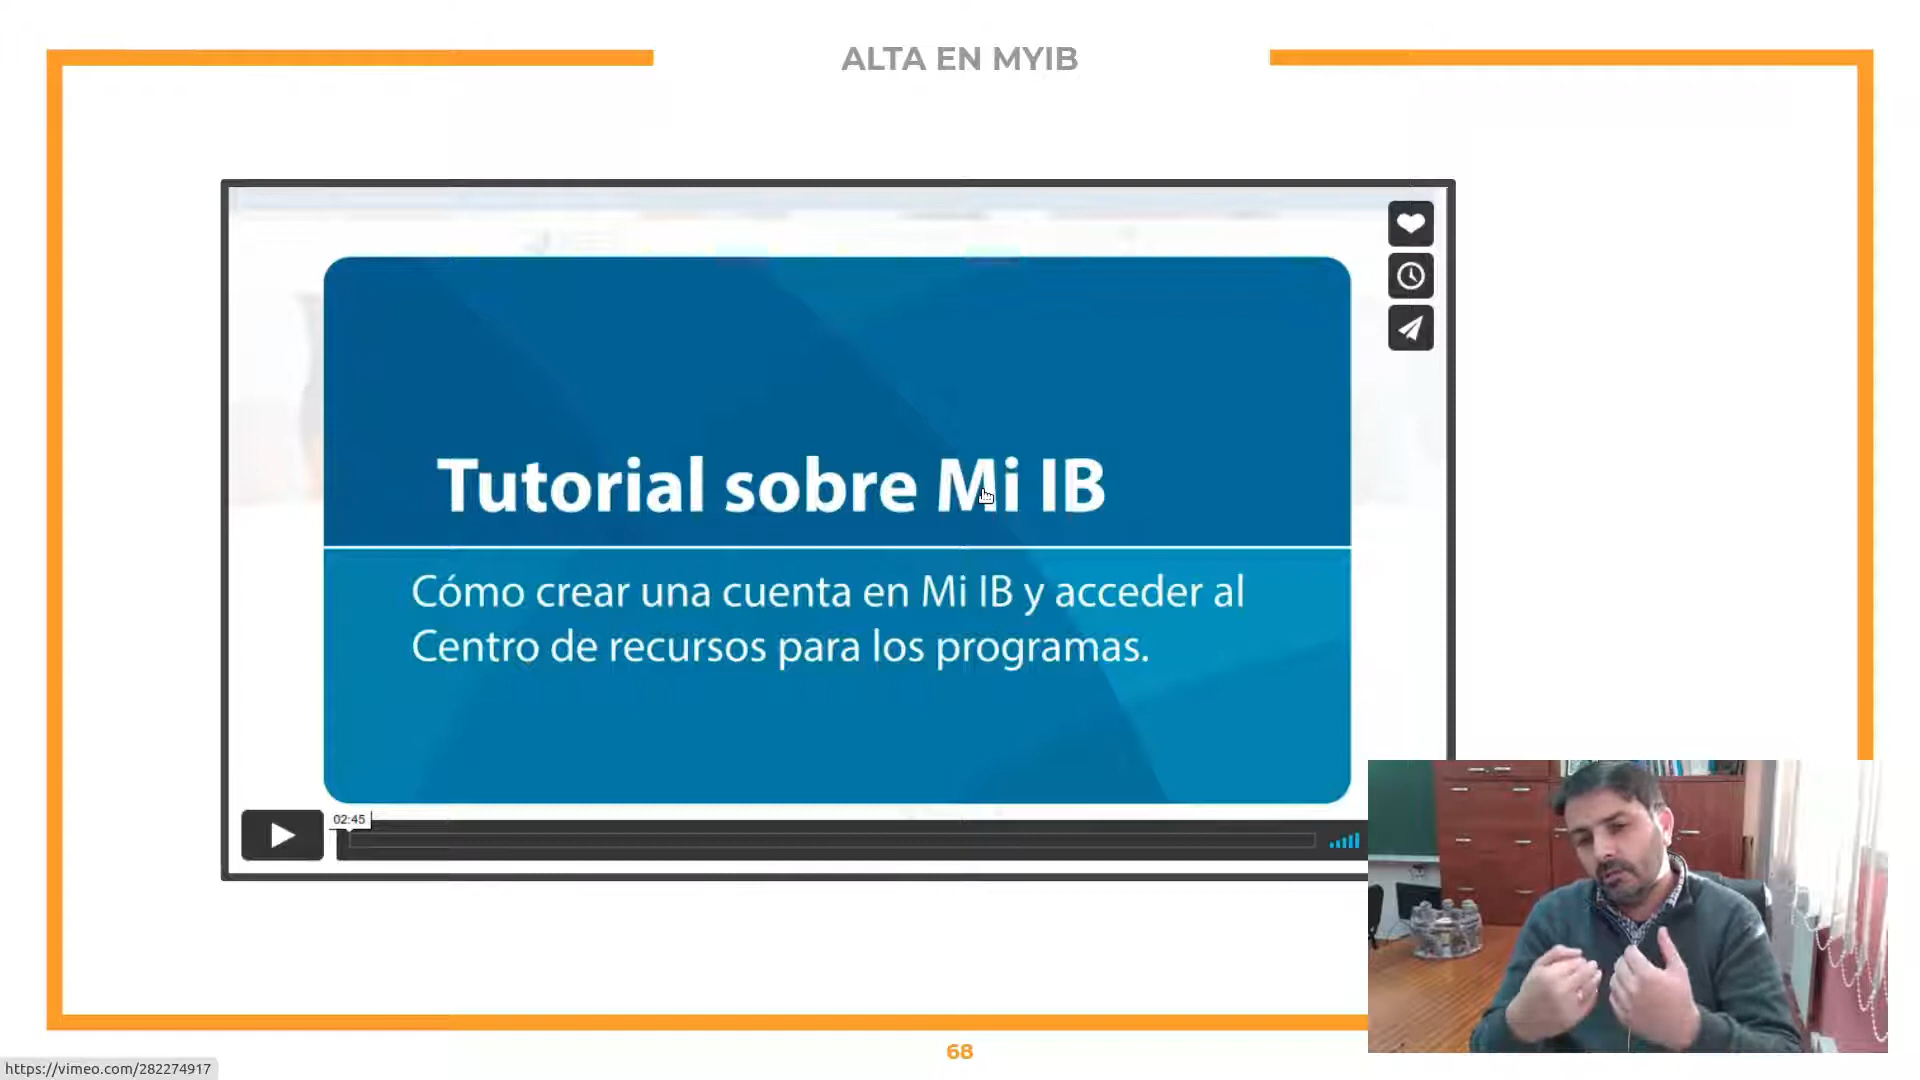 ALTA EN MYIB
Tutorial sobre Mi IB
Cómo crear una cuenta en Mi IB y acceder al
Centro de recursos para los programas.
02:45
68
https://vimeo.com/282274917